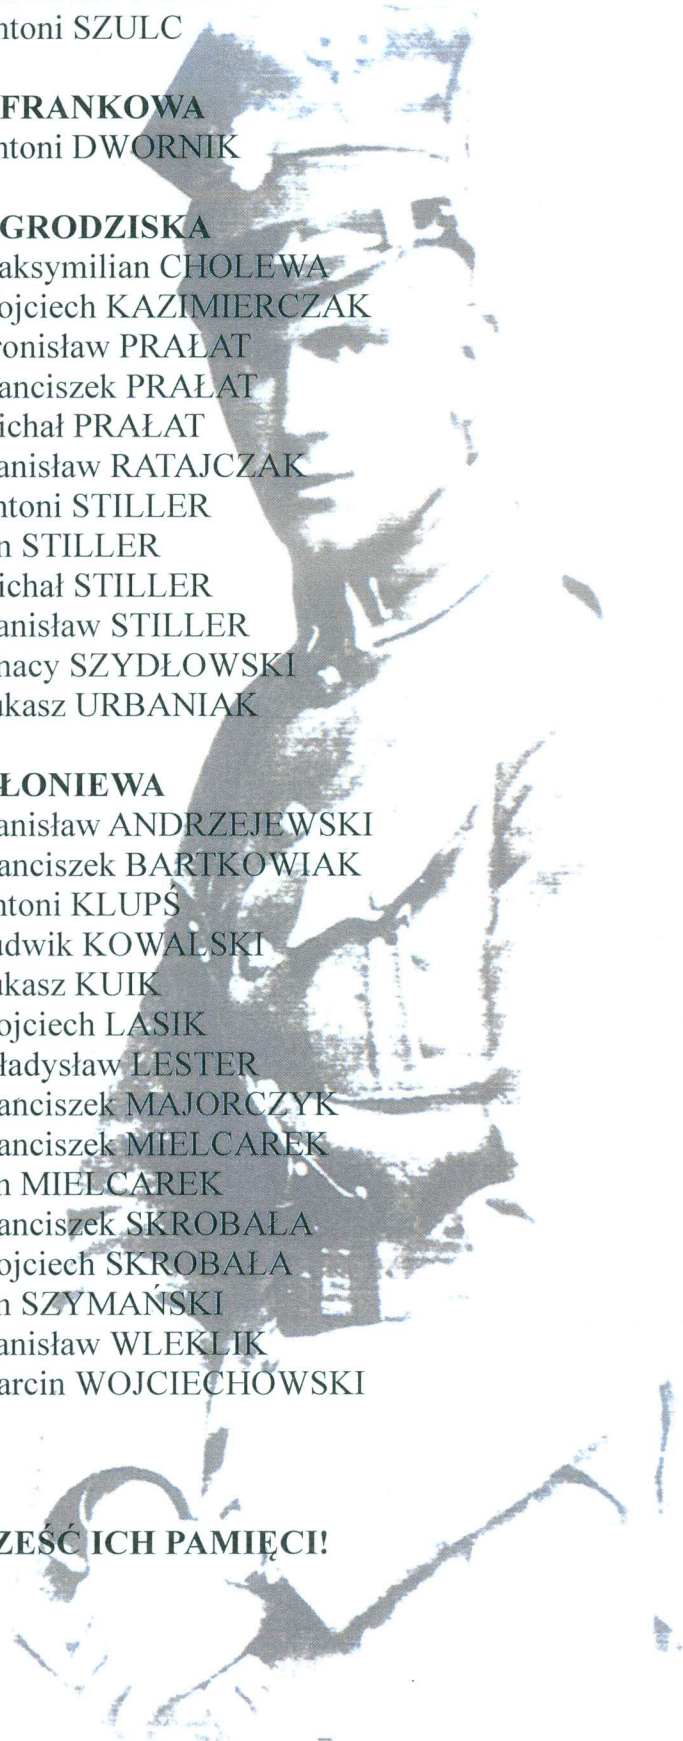 ntoni SZULC
FRANKOWA
ntoni DWORNIK
GRODZISKA
aksymilian CHOLEWA
ojciech KAZIMIERCZAK
ronisław PRAŁAT
anciszek PRAŁAT
ichał PRAŁAT
anisław RATAJCZAK
ntoni STILLER
n STILLER
ichał STILLER
anisław STILLER
nacy SZYDŁOWSKI
ukasz URBANIAK
ŁONIEWA
anisław ANDRZEJEWSKI
anciszek BARTKOWIAK
ntoni KLUPŚ
udwik KOWALSKI
ukasz KUIK
ojciech LASIK
ładysław LESTER
anciszek MAJORCZYK
anciszek MIELCAREK
n MIELCAREK
anciszek SKROBAŁA
ojciech SKROBAŁA
n SZYMAŃSKI
anisław WLEKLIK
arcin WOJCIECHOWSKI
ZEŚĆ ICH PAMIĘCI!